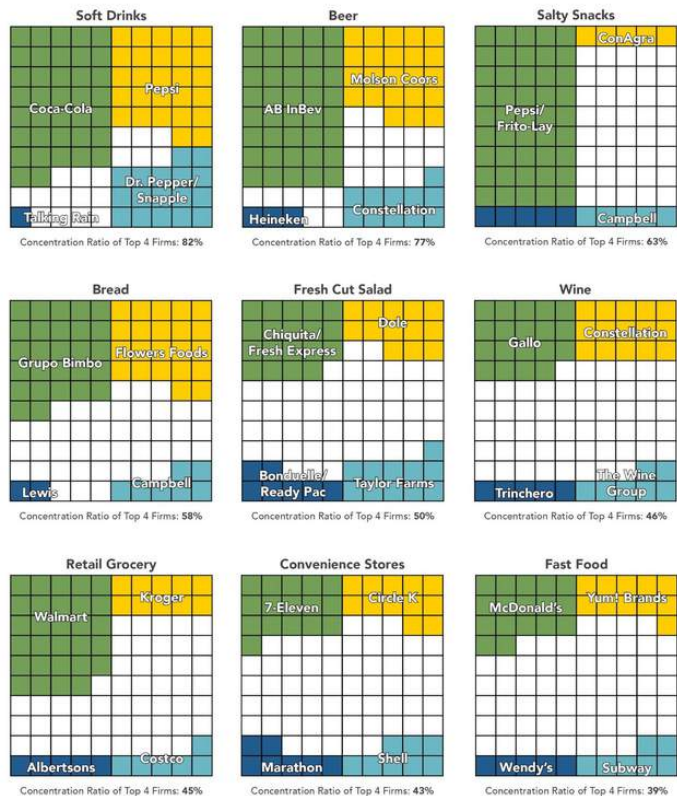 Soft Drinks
Coca-Cola
Pepsi
Dr. Pepper/
Snapple
Talking Rain
Concentration Ratio of Top 4 Firms: 82%
Beer
AB InBev
Molson Coors
Heineken
Constellation
Concentration Ratio of Top 4 Firms: 77%
Salty Snacks
ConAgra
Pepsi/
Frito-Lay
Campbell
Concentration Ratio of Top 4 Firms: 63%
Bread
Grupo Bimbo
Flowers Foods
Lewis
Campbell
Concentration Ratio of Top 4 Firms: 58%
Fresh Cut Salad
Chiquita/
Fresh Express
Dole
Bonduelle/
Ready Pac
Taylor Farms
Concentration Ratio of Top 4 Firms: 50%
Wine
Gallo
Constellation
Trinchero
The Wine
Group
Concentration Ratio of Top 4 Firms: 46%
Retail Grocery
Walmart
Kroger
Albertsons
Costco
Concentration Ratio of Top 4 Firms: 45%
Convenience Stores
7-Eleven
Circle K
Marathon
Shell
Concentration Ratio of Top 4 Firms: 43%
Fast Food
McDonald's
Yum! Brands
Wendy's
Subway
Concentration Ratio of Top 4 Firms: 39%